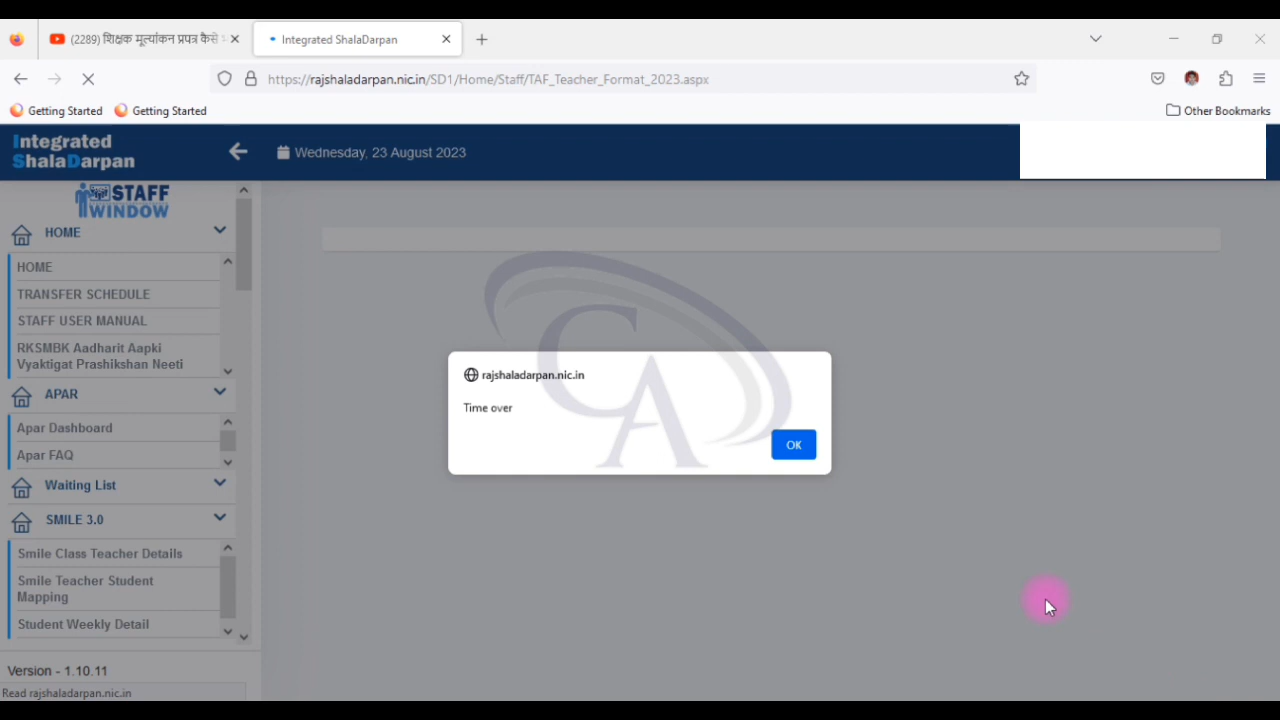 (2289) शिक्षक मूल्यांकन प्रपत्र कैसे
Integrated ShalaDarpan
https://rajshaladarpan.nic.in/SD1/Home/Staff/TAF_Teacher_Format_2023.aspx
Getting Started
Getting Started
Other Bookmarks
Integrated
ShalaDarpan
Wednesday, 23 August 2023
STAFF
WINDOW
HOME
HOME
TRANSFER SCHEDULE
STAFF USER MANUAL
RKSMBK Aadharit Aapki
Vyaktigat Prashikshan Neeti
APAR
Apar Dashboard
Apar FAQ
Waiting List
SMILE 3.0
Smile Class Teacher Details
Smile Teacher Student
Mapping
Student Weekly Detail
Version - 1.10.11
Read rajshaladarpan.nic.in
rajshaladarpan.nic.in
Time over
OK
CA